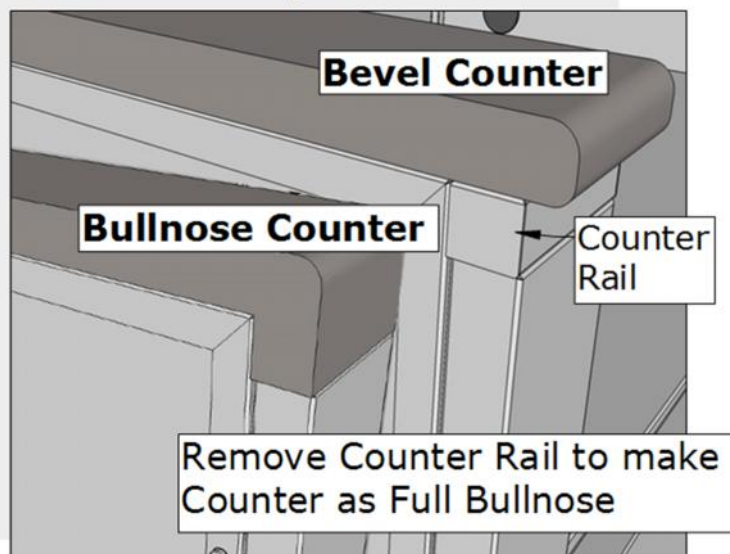 Bevel Counter
Bullnose Counter
Counter
Rail
Remove Counter Rail to make
Counter as Full Bullnose